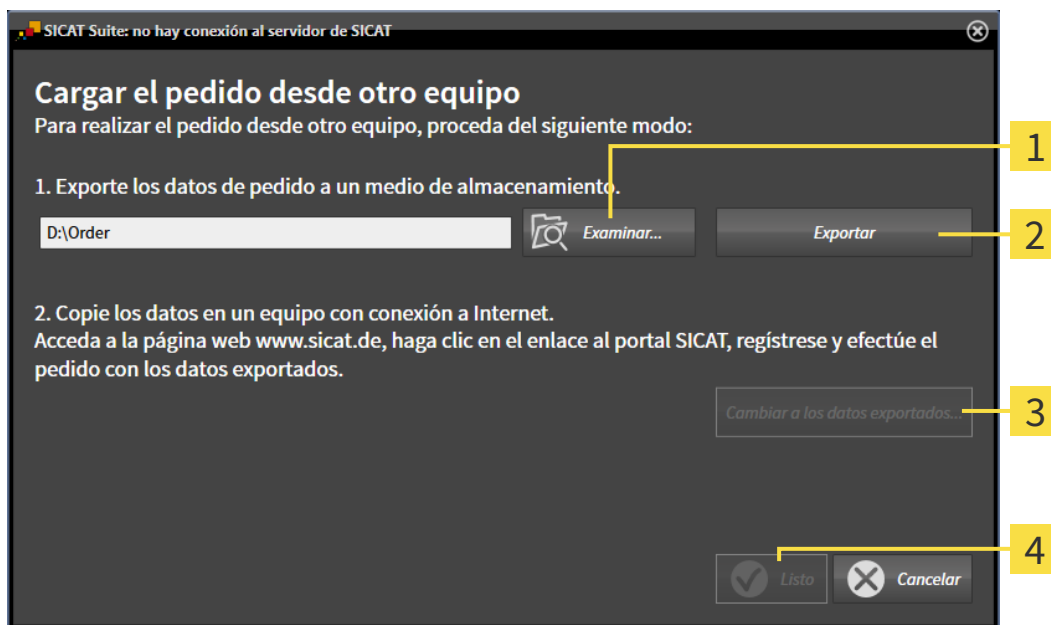 SICAT Suite: no hay conexión al servidor de SICAT
Cargar el pedido desde otro equipo
Para realizar el pedido desde otro equipo, proceda del siguiente modo:
1
1. Exporte los datos de pedido a un medio de almacenamiento.
D:\Order
Examinar...
Exportar
2
2. Copie los datos en un equipo con conexión a Internet.
Acceda a la página web www.sicat.de, haga clic en el enlace al portal SICAT, regístrese y efectúe el
pedido con los datos exportados.
Cambiar a los datos exportados...
3
4
Listo
Cancelar